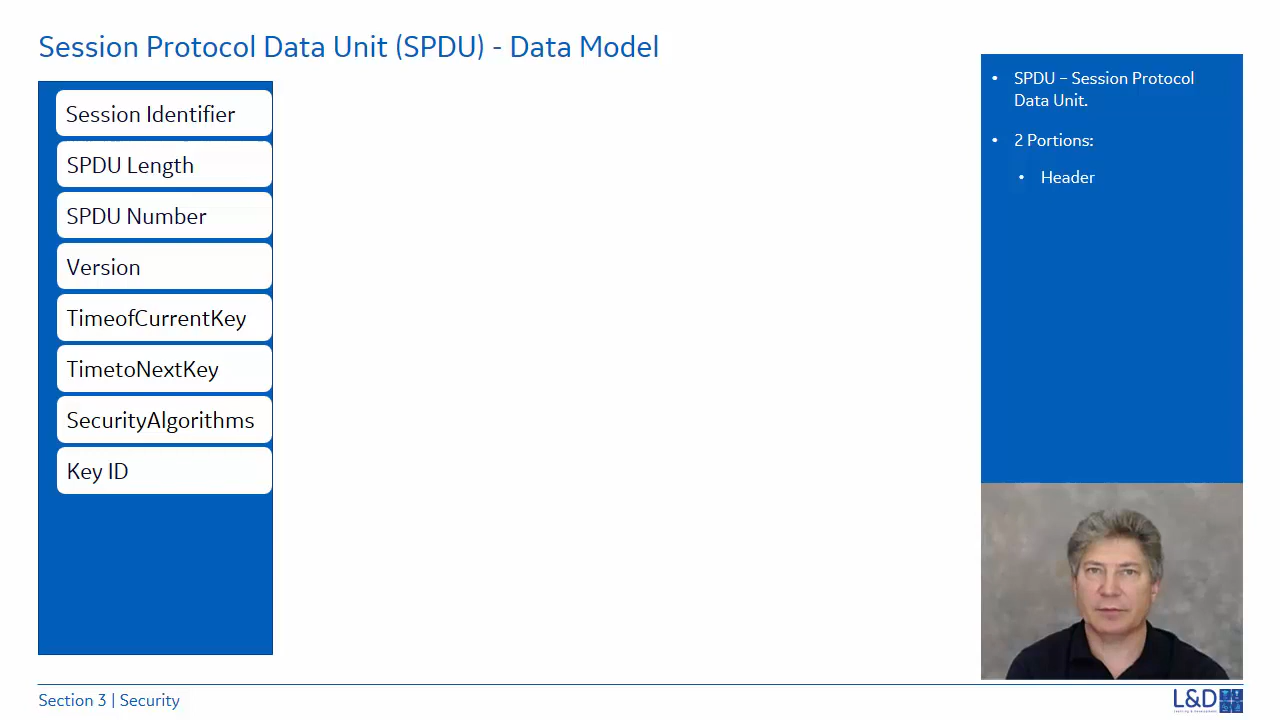 Session Protocol Data Unit (SPDU) - Data Model
Session Identifier
SPDU Length
SPDU Number
Version
TimeofCurrentKey
TimetoNextKey
SecurityAlgorithms
Key ID
• SPDU – Session Protocol
Data Unit.
• 2 Portions:
• Header
Section 3 | Security
L&D